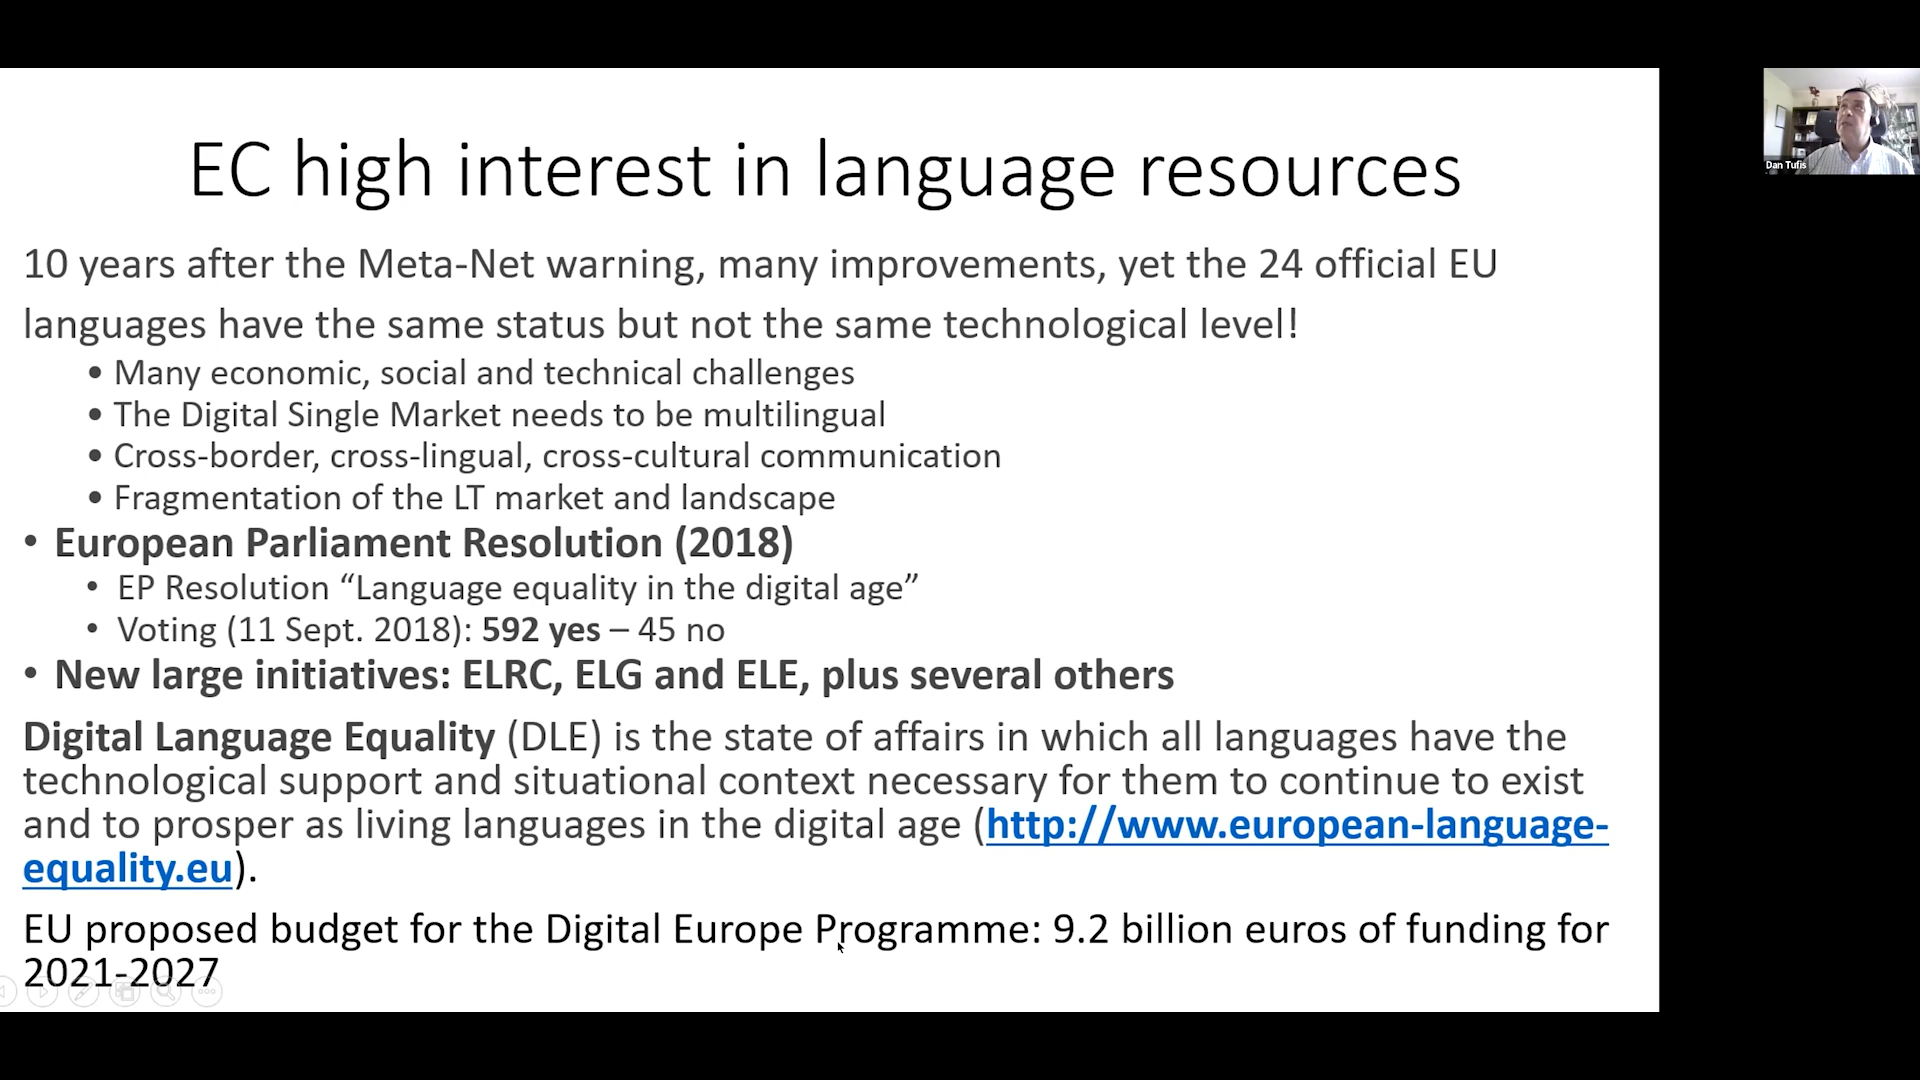 EC high interest in language resources
10 years after the Meta-Net warning, many improvements, yet the 24 official EU
languages have the same status but not the same technological level!
• Many economic, social and technical challenges
• The Digital Single Market needs to be multilingual
• Cross-border, cross-lingual, cross-cultural communication
• Fragmentation of the LT market and landscape
• European Parliament Resolution (2018)
• EP Resolution “Language equality in the digital age”
• Voting (11 Sept. 2018): 592 yes – 45 no
• New large initiatives: ELRC, ELG and ELE, plus several others
Digital Language Equality (DLE) is the state of affairs in which all languages have the
technological support and situational context necessary for them to continue to exist
and to prosper as living languages in the digital age (http://www.european-language-
equality.eu).
EU proposed budget for the Digital Europe Programme: 9.2 billion euros of funding for
2021-2027
Dan Tufis